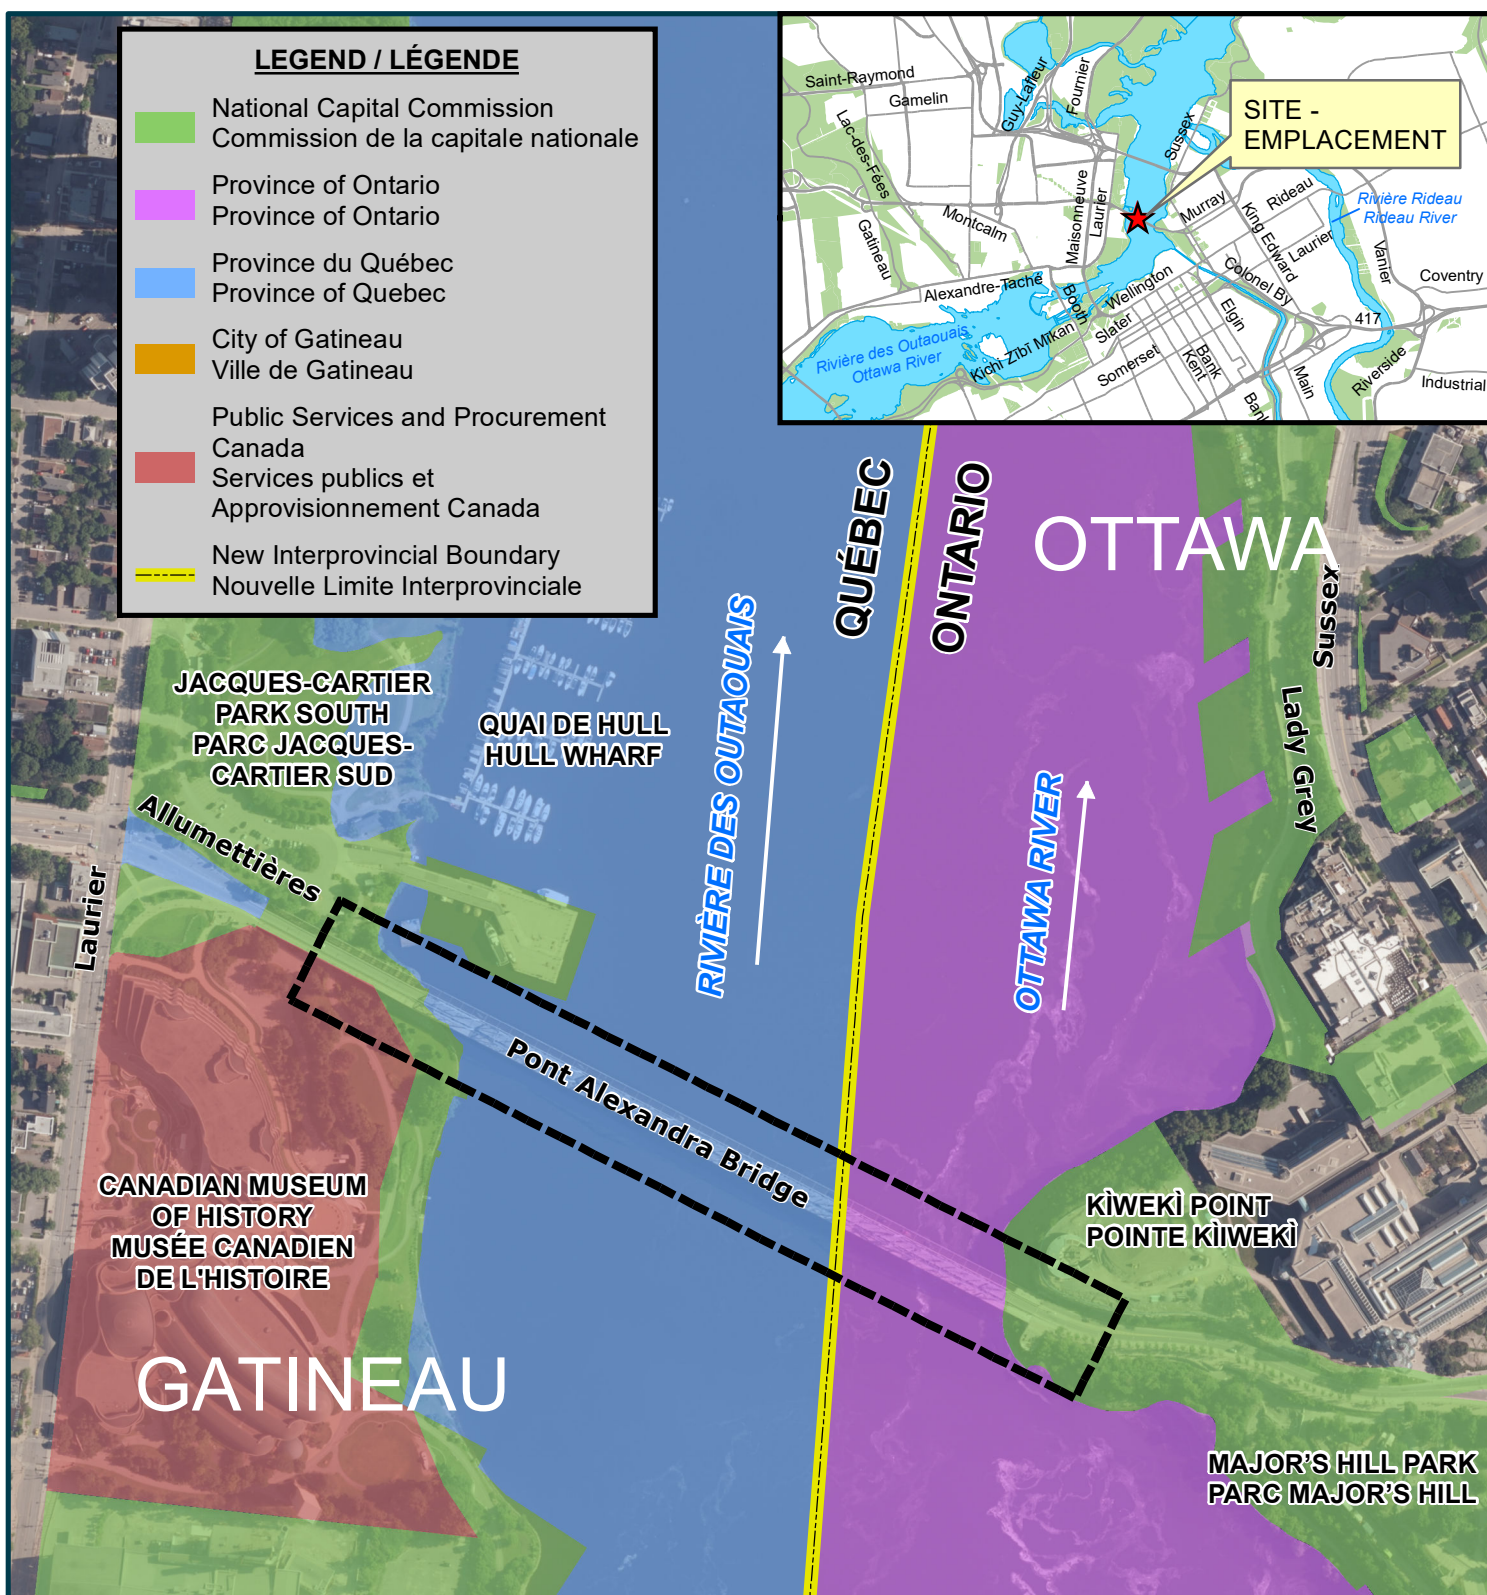 LEGEND / LÉGENDE
National Capital Commission
Commission de la capitale nationale
Province of Ontario
Province of Ontario
Province du Québec
Province of Quebec
City of Gatineau
Ville de Gatineau
Public Services and Procurement
Canada
Services publics et
Approvisionnement Canada
New Interprovincial Boundary
Nouvelle Limite Interprovinciale
Saint-Raymond
Gamelin
Lac-des-Fées
Gatineau
Montcalm
Guy-Lafleur
Fournier
Maisonneuve
Laurier
Alexandre-Taché
Booth
Sussex
SITE -
EMPLACEMENT
Murray
Rideau
King Edward
Laurier
Rivière Rideau
Rideau River
Vanier
Coventry
Colonel By
Wellington
Slater
Elgin
417
Rivière des Outaouais
Ottawa River
Kichi Zībī Mīkan
Somerset
Bank
Kent
Main
Bank
Riverside
Industrial
QUÉBEC
ONTARIO
OTTAWA
Sussex
Lady Grey
JACQUES-CARTIER
PARK SOUTH
PARC JACQUES-
CARTIER SUD
QUAI DE HULL
HULL WHARF
RIVIÈRE DES OUTAOUAIS
OTTAWA RIVER
Allumettières
Laurier
Pont Alexandra Bridge
CANADIAN MUSEUM
OF HISTORY
MUSÉE CANADIEN
DE L'HISTOIRE
KÌWEKÌ POINT
POINTE KÌIWEKÌ
GATINEAU
MAJOR'S HILL PARK
PARC MAJOR'S HILL